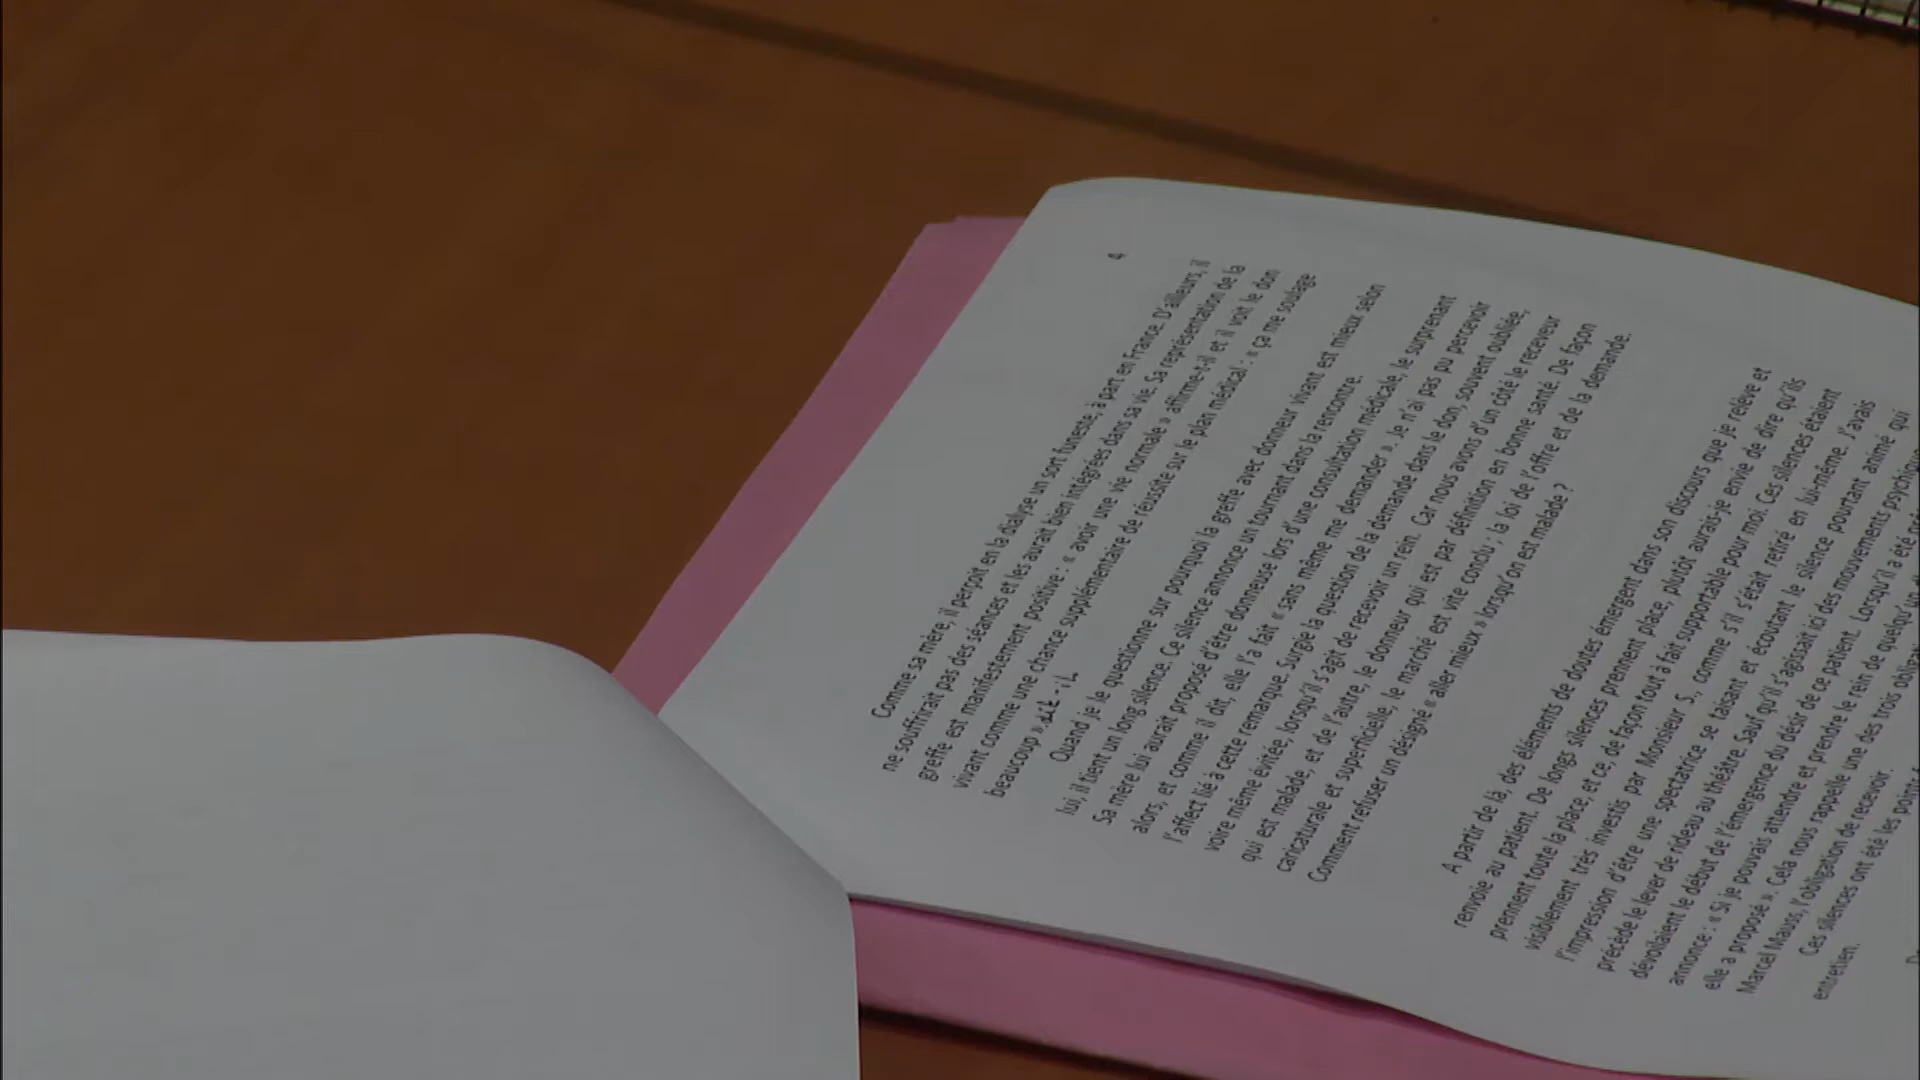 4
Comme sa mère, il perçoit en la dialyse un sort funeste, à part en France. D'ailleurs, il
ne souffrirait pas des séances et les aurait bien intégrées dans sa vie. Sa représentation de la
greffe est manifestement positive : « avoir une vie normale » affirme-t-il et il voit le don
vivant comme une chance supplémentaire de réussite sur le plan médical : « ça me soulage
beaucoup » dit-il
Quand je le questionne sur pourquoi la greffe avec donneur vivant est mieux selon
lui, il tient un long silence. Ce silence annonce un tournant dans la rencontre.
Sa mère lui aurait proposé d'être donneuse lors d'une consultation médicale, le surprenant
alors, et comme il dit, elle l'a fait « sans même me demander ». Je n'ai pas pu percevoir
l'affect lié à cette remarque. Surgie la question de la demande dans le don, souvent oubliée,
voire même évitée, lorsqu'il s'agit de recevoir un rein. Car nous avons d'un côté le receveur
qui est malade, et de l'autre, le donneur qui est par définition en bonne santé. De façon
caricaturale et superficielle, le marché est vite conclu ; la loi de l'offre et de la demande.
Comment refuser un désigné « aller mieux » lorsqu'on est malade ?
A partir de là, des éléments de doutes émergent dans son discours que je relève et
renvoie au patient. De longs silences prennent place, plutôt aurais-je envie de dire qu'ils
prennent toute la place, et ce, de façon tout à fait supportable pour moi. Ces silences étaient
visiblement très investis par Monsieur S., comme s'il s'était retiré en lui-même. J'avais
l'impression d'être une spectatrice se taisant et écoutant le silence pourtant animé qui
précède le lever de rideau au théâtre. Sauf qu'il s'agissait ici des mouvements psychiques
dévoilaient le début de l'émergence du désir de ce patient. Lorsqu'il a été
annonce : « Si je pouvais attendre et prendre le rein de quelqu'un
elle a proposé ». Cela nous rappelle une des trois
Marcel Mauss, l'obligation de recevoir.
Ces silences ont été les
entretien.